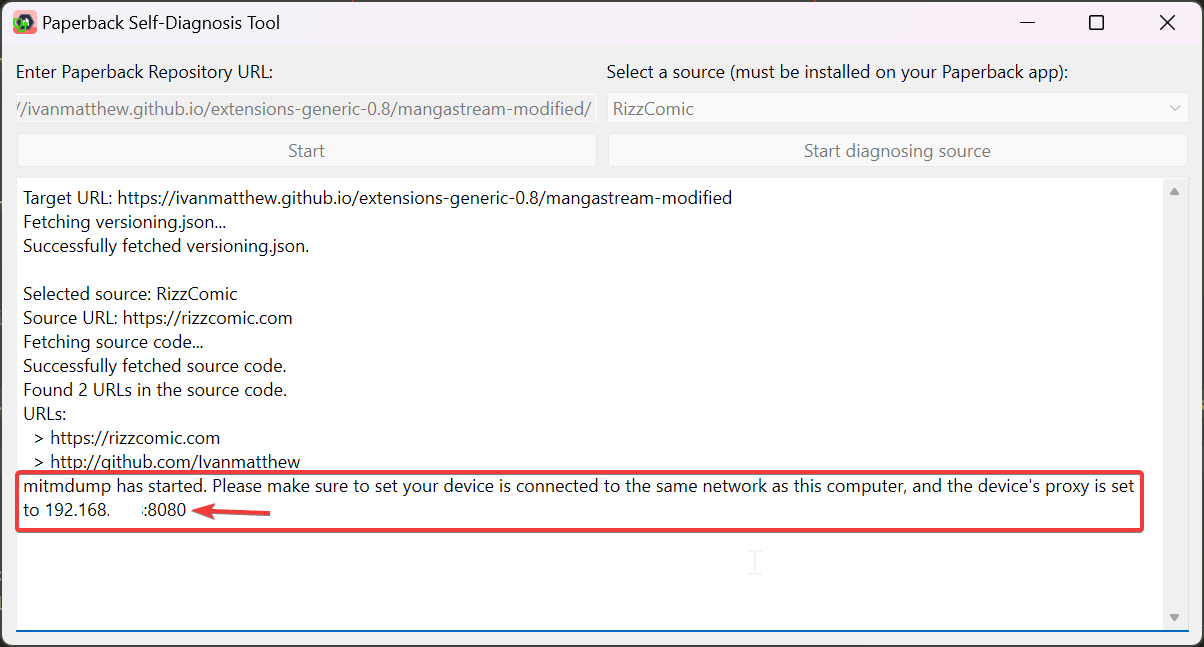 Paperback Self-Diagnosis Tool
Enter Paperback Repository URL:
Select a source (must be installed on your Paperback app):
//ivanmatthew.github.io/extensions-generic-0.8/mangastream-modified/
RizzComic
Start
Start diagnosing source
Target URL: https://ivanmatthew.github.io/extensions-generic-0.8/mangastream-modified
Fetching versioning.json...
Successfully fetched versioning.json.
Selected source: RizzComic
Source URL: https://rizzcomic.com
Fetching source code...
Successfully fetched source code.
Found 2 URLs in the source code.
URLs:
> https://rizzcomic.com
> http://github.com/Ivanmatthew
mitmdump has started. Please make sure to set your device is connected to the same network as this computer, and the device's proxy is set
to 192.168. :8080